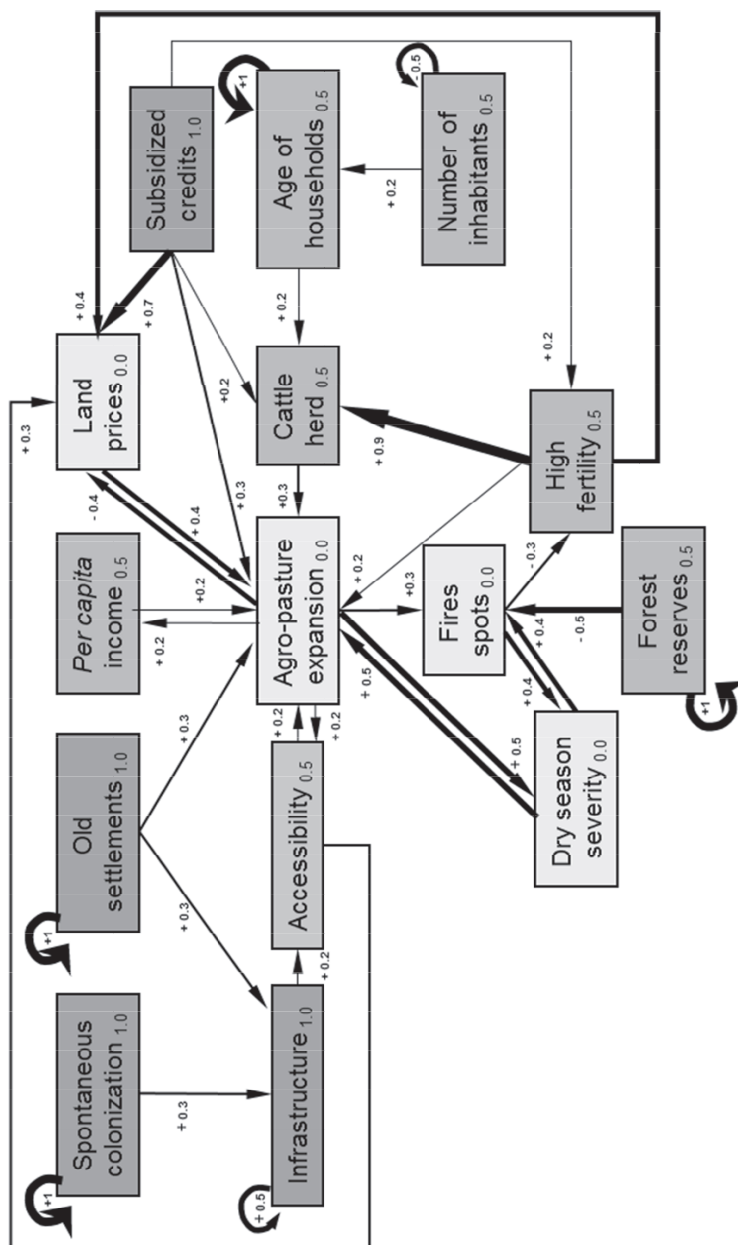 Spontaneous
colonization 1.0
+1
Old
settlements 1.0
+1
Per capita
income 0.5
Land
prices 0.0
Subsidized
credits 1.0
+ 0.3
+ 0.4
+ 0.7
+ 0.3
+ 0.3
+ 0.3
+ 0.2
+0.2
- 0.4
+ 0.4
+ 0.3
+0.2
Infrastructure 1.0
+ 0.5
+ 0.2
Accessibility 0.5
+ 0.2
+ 0.2
Agro-pasture
expansion 0.0
+0.3
Cattle
herd 0.5
+ 0.2
Age of
households 0.5
+1
+ 0.2
Number of
inhabitants 0.5
- 0.5
+ 0.5
+ 0.5
+0.3
+ 0.2
+ 0.9
+ 0.2
Dry season
severity 0.0
+ 0.4
+ 0.4
Fires
spots 0.0
- 0.3
High
fertility 0.5
- 0.5
Forest
reserves 0.5
+1